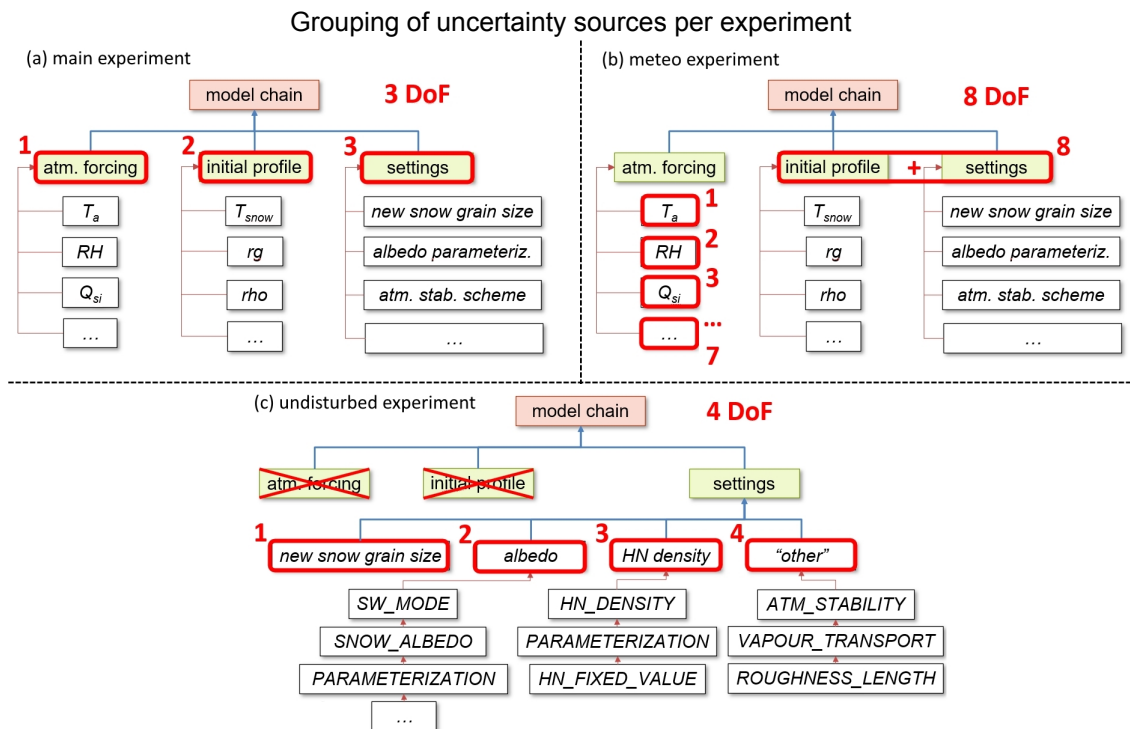 Grouping of uncertainty sources per experiment
(a) main experiment
model chain
3 DoF
1
atm. forcing
2
initial profile
3
settings
Ta
RH
Qsi
...
Tsnow
rg
rho
...
new snow grain size
albedo parameteriz.
atm. stab. scheme
...
(b) meteo experiment
model chain
8 DoF
atm. forcing
initial profile
+
settings
8
Ta
1
RH
2
Qsi
3
...
...
7
Tsnow
rg
rho
...
new snow grain size
albedo parameteriz.
atm. stab. scheme
...
(c) undisturbed experiment
model chain
4 DoF
atm. forcing
initial profile
settings
1
new snow grain size
2
albedo
3
HN density
4
“other”
SW_MODE
SNOW_ALBEDO
PARAMETERIZATION
...
HN_DENSITY
PARAMETERIZATION
HN_FIXED_VALUE
ATM_STABILITY
VAPOUR_TRANSPORT
ROUGHNESS_LENGTH